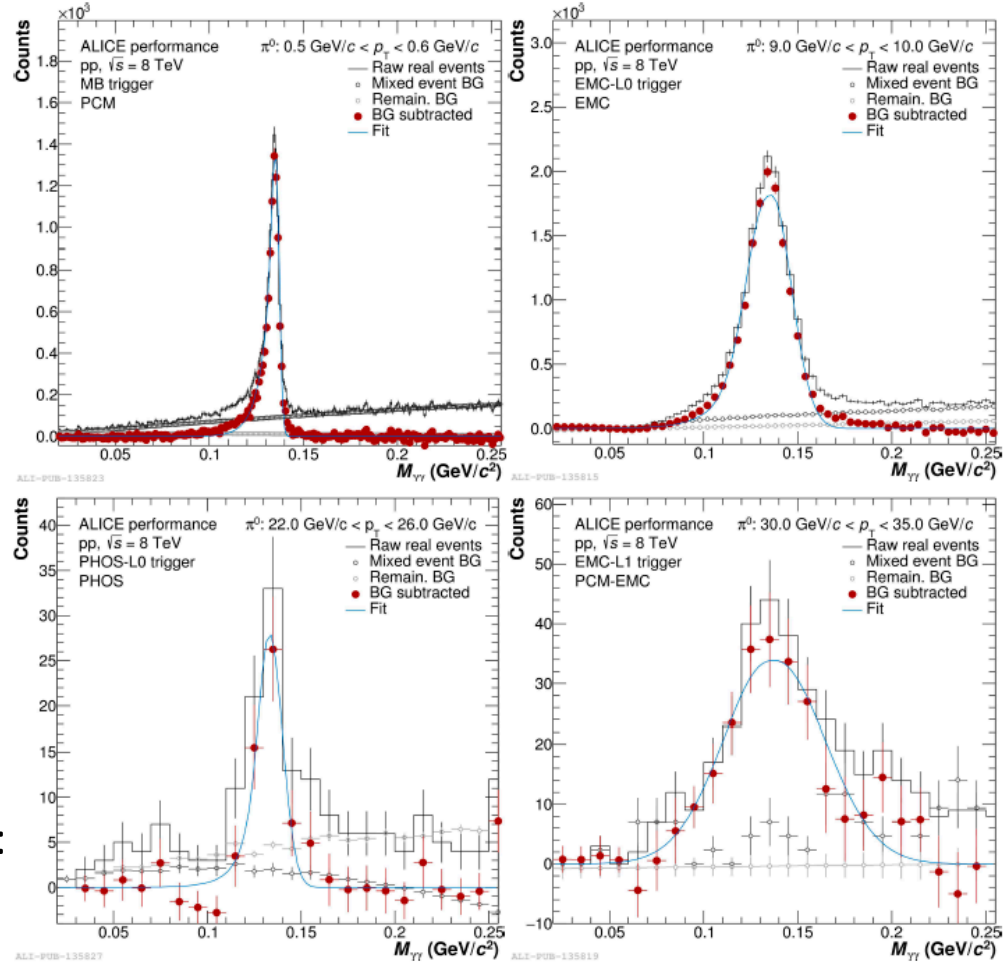 ×10³
Counts
1.8
1.6
1.4
1.2
1.0
0.8
0.6
0.4
0.2
0.0
ALICE performance
pp, √s = 8 TeV
MB trigger
PCM
π⁰: 0.5 GeV/c < p_T < 0.6 GeV/c
Raw real events
Mixed event BG
Remain. BG
BG subtracted
Fit
0.05 0.1 0.15 0.2 0.25
M_γγ (GeV/c²)
ALI-PUB-135823
×10³
Counts
3.0
2.5
2.0
1.5
1.0
0.5
0.0
ALICE performance
pp, √s = 8 TeV
EMC-L0 trigger
EMC
π⁰: 9.0 GeV/c < p_T < 10.0 GeV/c
Raw real events
Mixed event BG
Remain. BG
BG subtracted
Fit
0.05 0.1 0.15 0.2 0.25
M_γγ (GeV/c²)
ALI-PUB-135815
Counts
40
35
30
25
20
15
10
5
0
ALICE performance
pp, √s = 8 TeV
PHOS-L0 trigger
PHOS
π⁰: 22.0 GeV/c < p_T < 26.0 GeV/c
Raw real events
Mixed event BG
Remain. BG
BG subtracted
Fit
0.05 0.1 0.15 0.2 0.25
M_γγ (GeV/c²)
ALI-PUB-135827
Counts
60
50
40
30
20
10
0
−10
ALICE performance
pp, √s = 8 TeV
EMC-L1 trigger
PCM-EMC
π⁰: 30.0 GeV/c < p_T < 35.0 GeV/c
Raw real events
Mixed event BG
Remain. BG
BG subtracted
Fit
0.05 0.1 0.15 0.2 0.25
M_γγ (GeV/c²)
ALI-PUB-135819